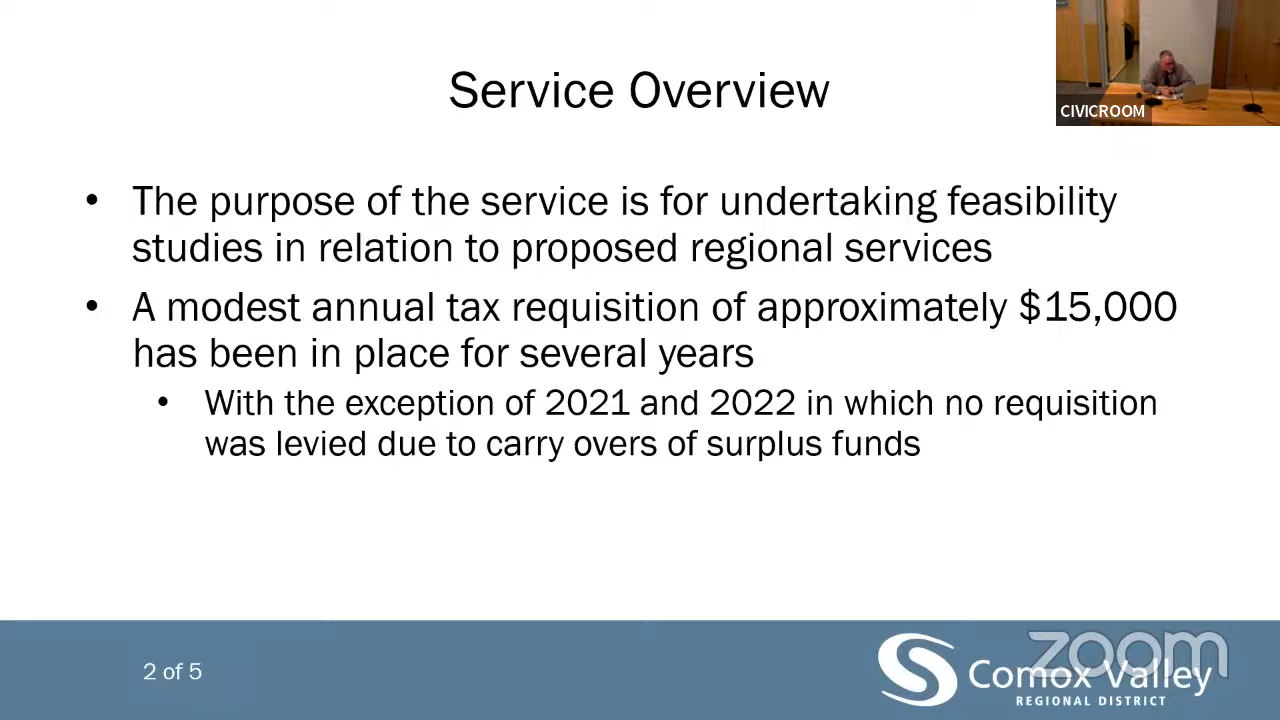 Service Overview
CIVICROOM
• The purpose of the service is for undertaking feasibility
studies in relation to proposed regional services
• A modest annual tax requisition of approximately $15,000
has been in place for several years
• With the exception of 2021 and 2022 in which no requisition
was levied due to carry overs of surplus funds
2 of 5
zoom
Comox Valley
REGIONAL DISTRICT